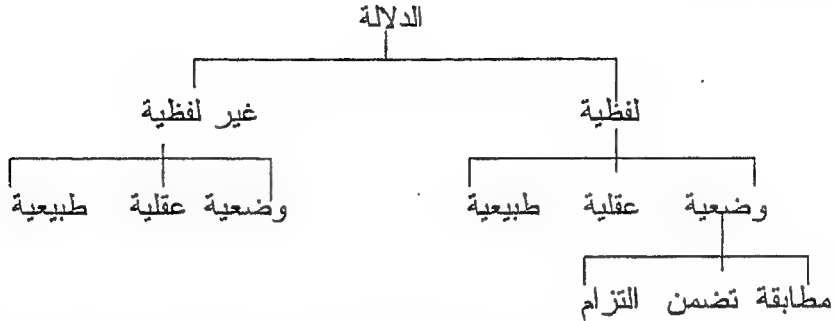 الدلالة
لفظية غير لفظية
وضعية عقلية طبيعية وضعية عقلية طبيعية
مطابقة تضمن التزام